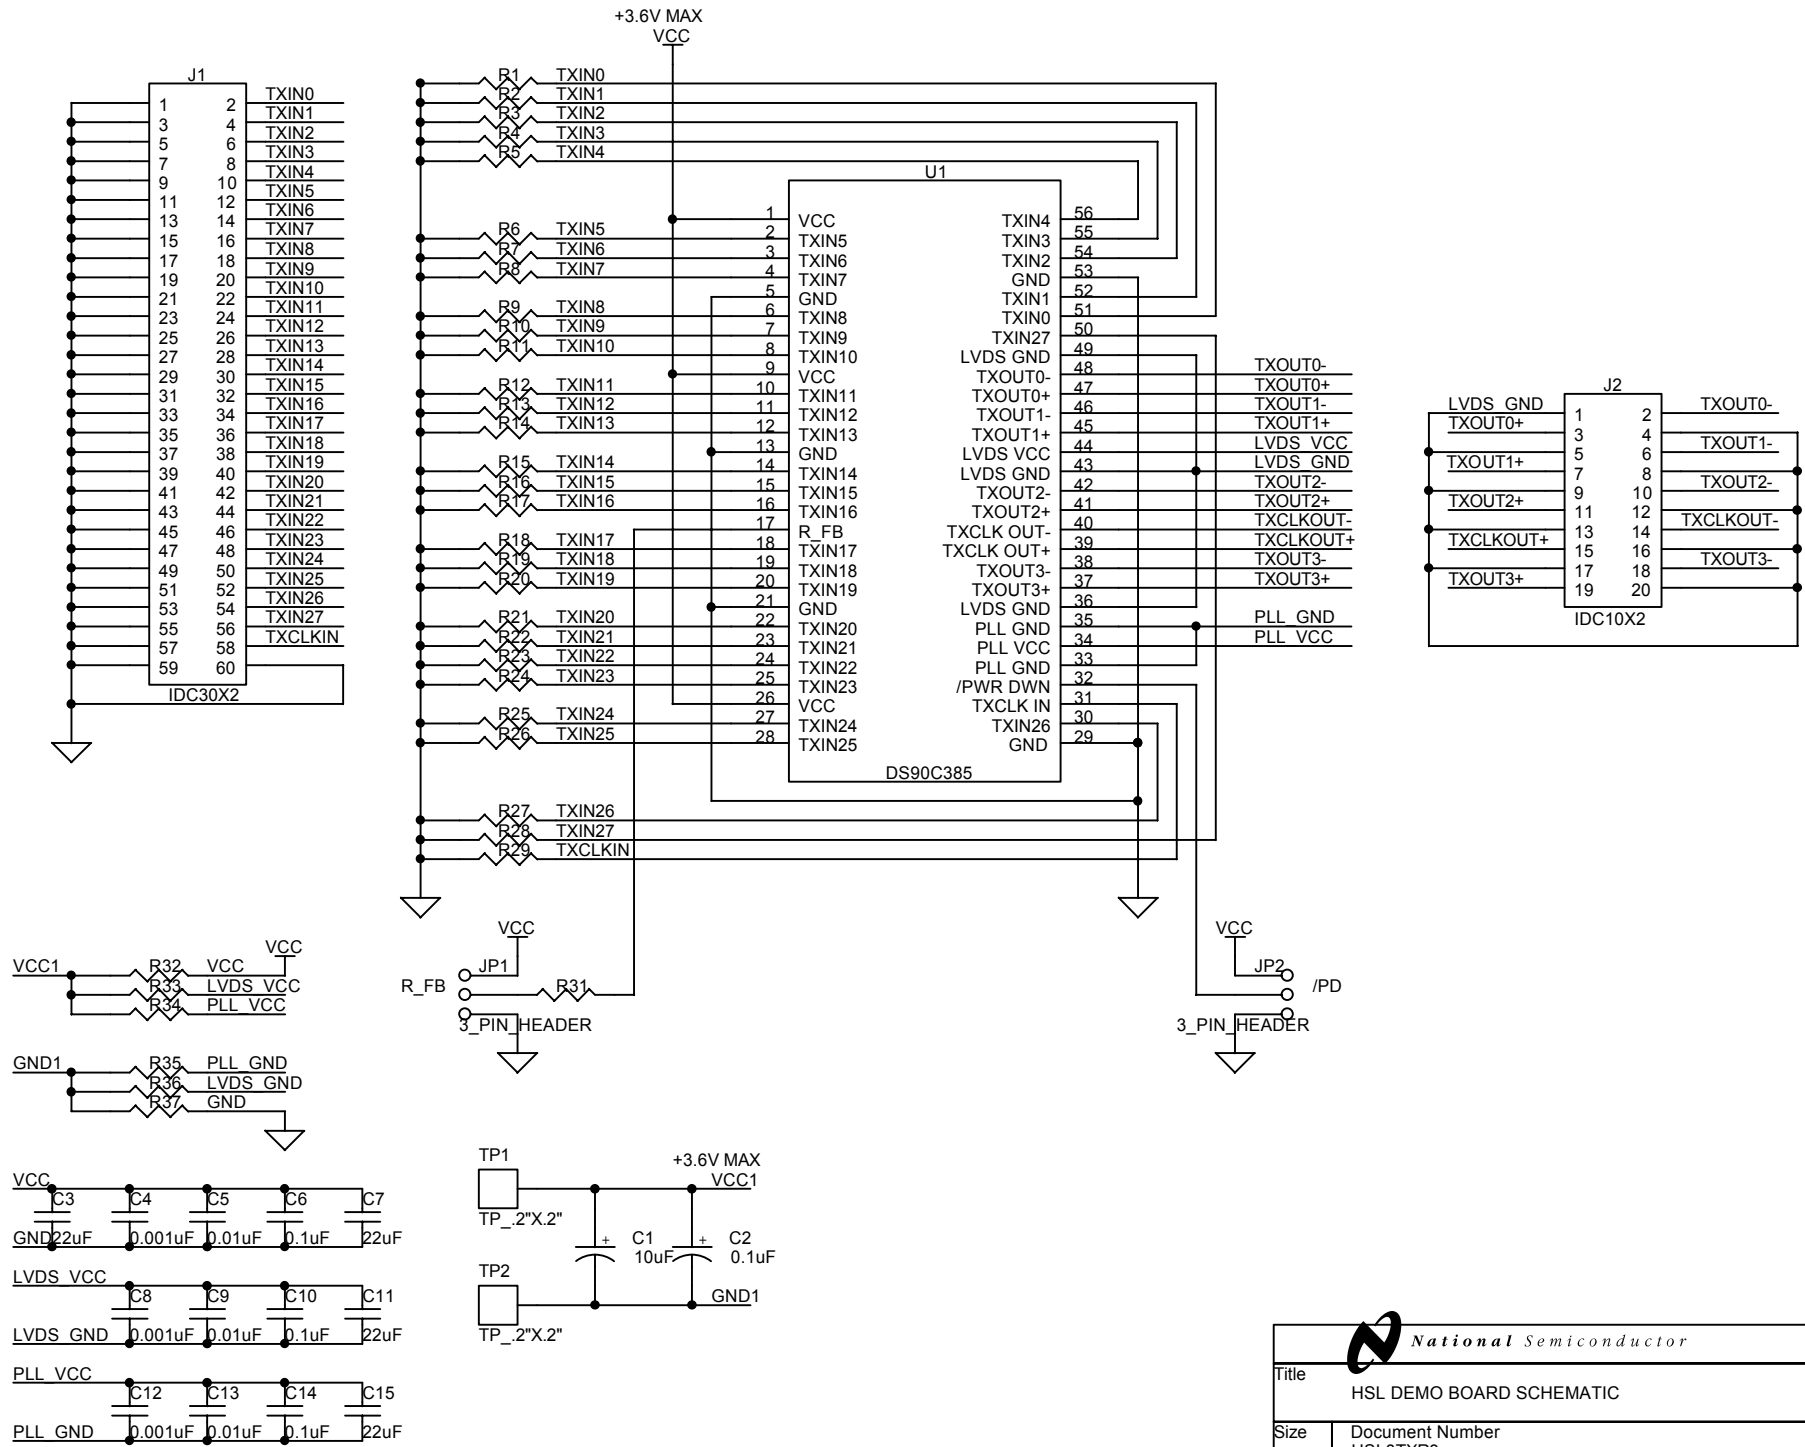 +3.6V MAX
VCC
J1
1 2 TXIN0
3 4 TXIN1
5 6 TXIN2
7 8 TXIN3
9 10 TXIN4
11 12 TXIN5
13 14 TXIN6
15 16 TXIN7
17 18 TXIN8
19 20 TXIN9
21 22 TXIN10
23 24 TXIN11
25 26 TXIN12
27 28 TXIN13
29 30 TXIN14
31 32 TXIN15
33 34 TXIN16
35 36 TXIN17
37 38 TXIN18
39 40 TXIN19
41 42 TXIN20
43 44 TXIN21
45 46 TXIN22
47 48 TXIN23
49 50 TXIN24
51 52 TXIN25
53 54 TXIN26
55 56 TXIN27
57 58 TXCLKIN
59 60
IDC30X2
R1 TXIN0
R2 TXIN1
R3 TXIN2
R4 TXIN3
R5 TXIN4
R6 TXIN5
R7 TXIN6
R8 TXIN7
R9 TXIN8
R10 TXIN9
R11 TXIN10
R12 TXIN11
R13 TXIN12
R14 TXIN13
R15 TXIN14
R16 TXIN15
R17 TXIN16
R18 TXIN17
R19 TXIN18
R20 TXIN19
R21 TXIN20
R22 TXIN21
R23 TXIN22
R24 TXIN23
R25 TXIN24
R26 TXIN25
R27 TXIN26
R28 TXIN27
R29 TXCLKIN
U1
1 VCC TXIN4 56
2 TXIN5 TXIN3 55
3 TXIN6 TXIN2 54
4 TXIN7 GND 53
5 GND TXIN1 52
6 TXIN8 TXIN0 51
7 TXIN9 TXIN27 50
8 TXIN10 LVDS GND 49
9 VCC TXOUT0- 48 TXOUT0-
10 TXIN11 TXOUT0+ 47 TXOUT0+
11 TXIN12 TXOUT1- 46 TXOUT1-
12 TXIN13 TXOUT1+ 45 TXOUT1+
13 GND LVDS VCC 44 LVDS_VCC
14 TXIN14 LVDS GND 43 LVDS_GND
15 TXIN15 TXOUT2- 42 TXOUT2-
16 TXIN16 TXOUT2+ 41 TXOUT2+
17 R_FB TXCLK OUT- 40 TXCLKOUT-
18 TXIN17 TXCLK OUT+ 39 TXCLKOUT+
19 TXIN18 TXOUT3- 38 TXOUT3-
20 TXIN19 TXOUT3+ 37 TXOUT3+
21 GND LVDS GND 36
22 TXIN20 PLL GND 35 PLL_GND
23 TXIN21 PLL VCC 34 PLL_VCC
24 TXIN22 PLL GND 33
25 TXIN23 /PWR DWN 32
26 VCC TXCLK IN 31
27 TXIN24 TXIN26 30
28 TXIN25 GND 29
DS90C385
J2
LVDS_GND 1 2 TXOUT0-
TXOUT0+ 3 4
5 6 TXOUT1-
TXOUT1+ 7 8
9 10 TXOUT2-
TXOUT2+ 11 12
13 14 TXCLKOUT-
TXCLKOUT+ 15 16
17 18 TXOUT3-
TXOUT3+ 19 20
IDC10X2
VCC
VCC1 R32 VCC
R33 LVDS_VCC
R34 PLL_VCC
GND1 R35 PLL_GND
R36 LVDS_GND
R37 GND
VCC
JP1
R_FB R31
3_PIN_HEADER
VCC
JP2
/PD
3_PIN_HEADER
VCC
C3 C4 C5 C6 C7
GND 22uF 0.001uF 0.01uF 0.1uF 22uF
LVDS_VCC
C8 C9 C10 C11
LVDS_GND 0.001uF 0.01uF 0.1uF 22uF
PLL_VCC
C12 C13 C14 C15
PLL_GND 0.001uF 0.01uF 0.1uF 22uF
TP1 +3.6V MAX
VCC1
TP_.2"X.2"
+ C1 + C2
10uF 0.1uF
TP2
GND1
TP_.2"X.2"
National Semiconductor
Title
HSL DEMO BOARD SCHEMATIC
Size Document Number